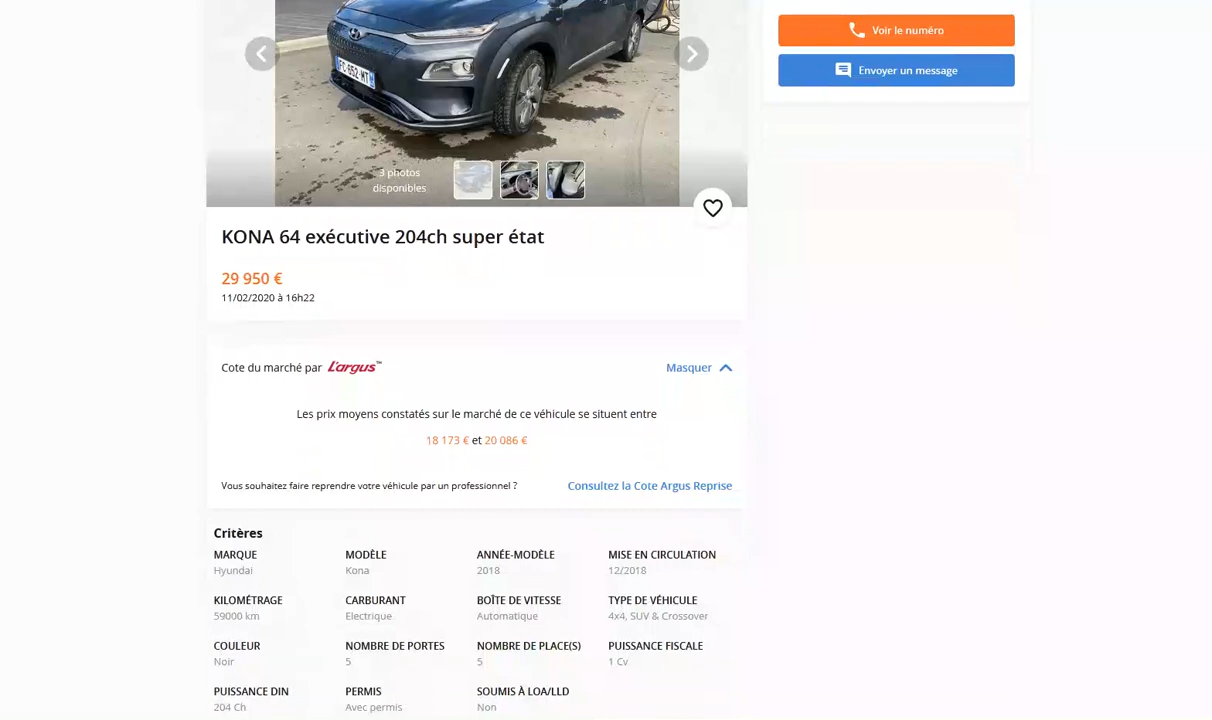 Voir le numéro
Envoyer un message
FC-852-MT
3 photos
disponibles
KONA 64 exécutive 204ch super état
29 950 €
11/02/2020 à 16h22
Cote du marché par L'argus™
Masquer
Les prix moyens constatés sur le marché de ce véhicule se situent entre
18 173 € et 20 086 €
Vous souhaitez faire reprendre votre véhicule par un professionnel ?
Consultez la Cote Argus Reprise
Critères
MARQUE
Hyundai
MODÈLE
Kona
ANNÉE-MODÈLE
2018
MISE EN CIRCULATION
12/2018
KILOMÉTRAGE
59000 km
CARBURANT
Electrique
BOÎTE DE VITESSE
Automatique
TYPE DE VÉHICULE
4x4, SUV & Crossover
COULEUR
Noir
NOMBRE DE PORTES
5
NOMBRE DE PLACE(S)
5
PUISSANCE FISCALE
1 Cv
PUISSANCE DIN
204 Ch
PERMIS
Avec permis
SOUMIS À LOA/LLD
Non